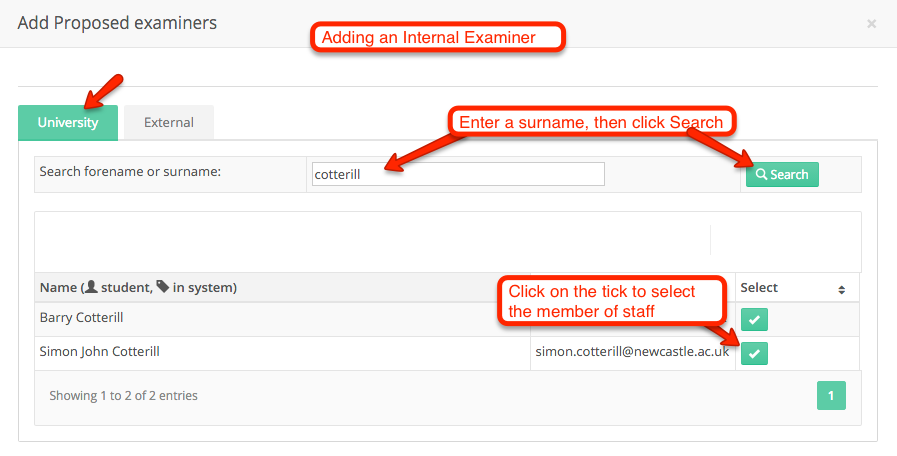 Add Proposed examiners
×
Adding an Internal Examiner
University
External
Enter a surname, then click Search
Search forename or surname:
cotterill
Search
Name ( student, in system)
Select
Click on the tick to select
the member of staff
Barry Cotterill
Simon John Cotterill
simon.cotterill@newcastle.ac.uk
Showing 1 to 2 of 2 entries
1